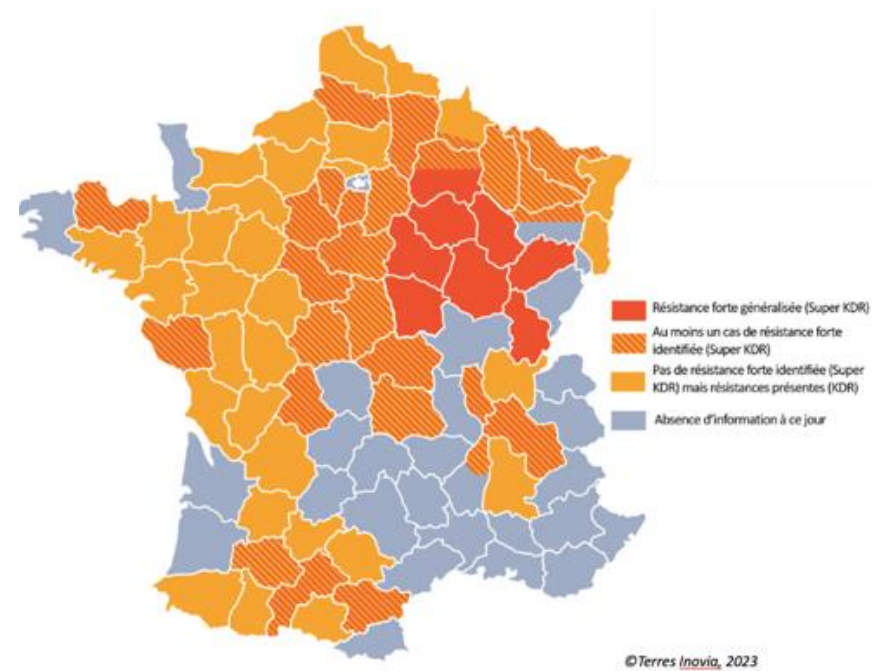 Résistance forte généralisée (Super KDR)
Au moins un cas de résistance forte
identifiée (Super KDR)
Pas de résistance forte identifiée (Super
KDR) mais résistances présentes (KDR)
Absence d'information à ce jour
©Terres Inovia, 2023